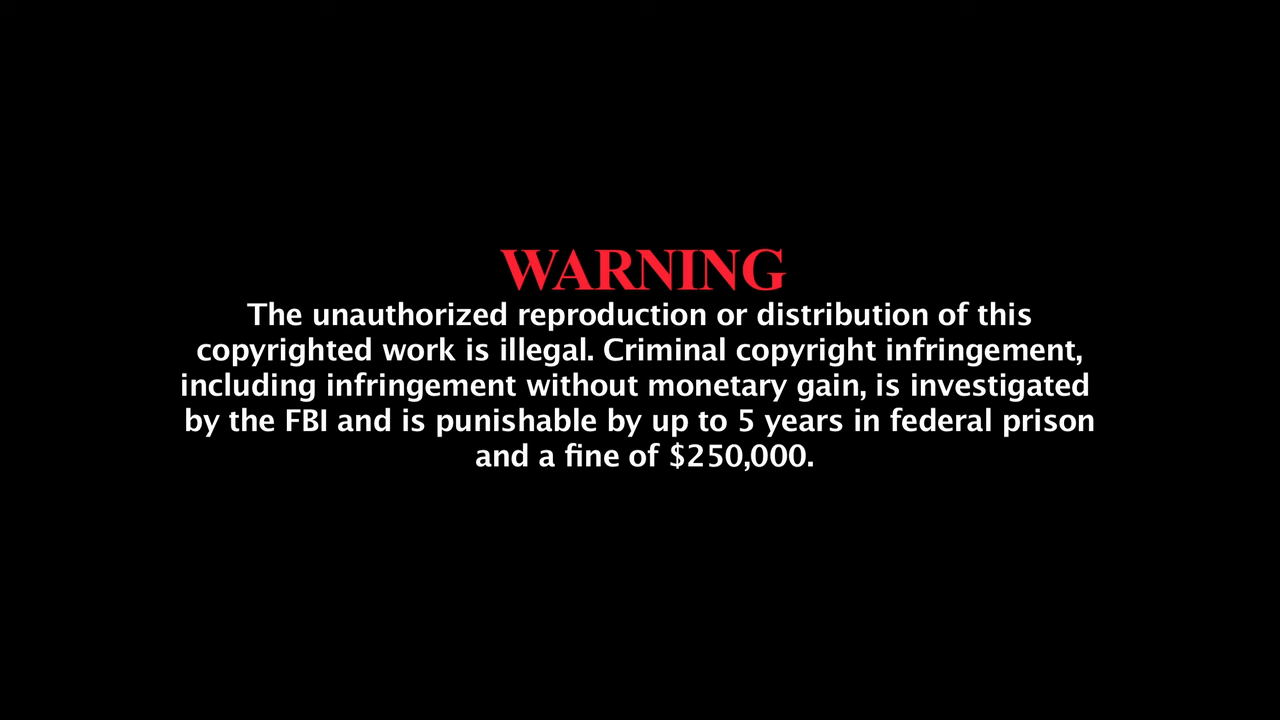 WARNING
The unauthorized reproduction or distribution of this
copyrighted work is illegal. Criminal copyright infringement,
including infringement without monetary gain, is investigated
by the FBI and is punishable by up to 5 years in federal prison
and a fine of $250,000.